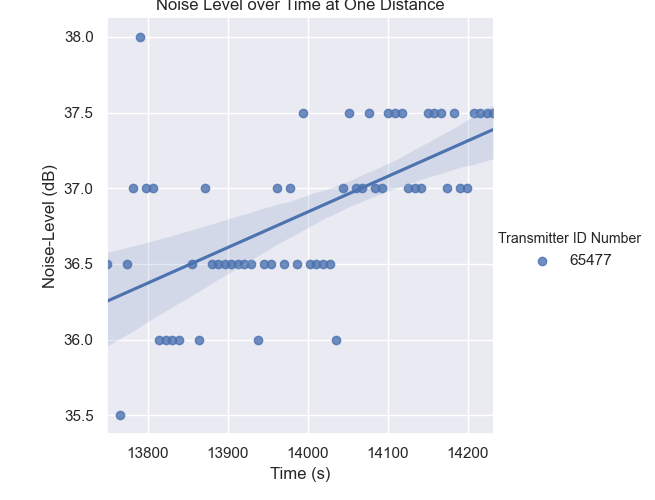 Noise Level over Time at One Distance
38.0
37.5
37.0
36.5
36.0
35.5
Noise-Level (dB)
13800 13900 14000 14100 14200
Time (s)
Transmitter ID Number
65477